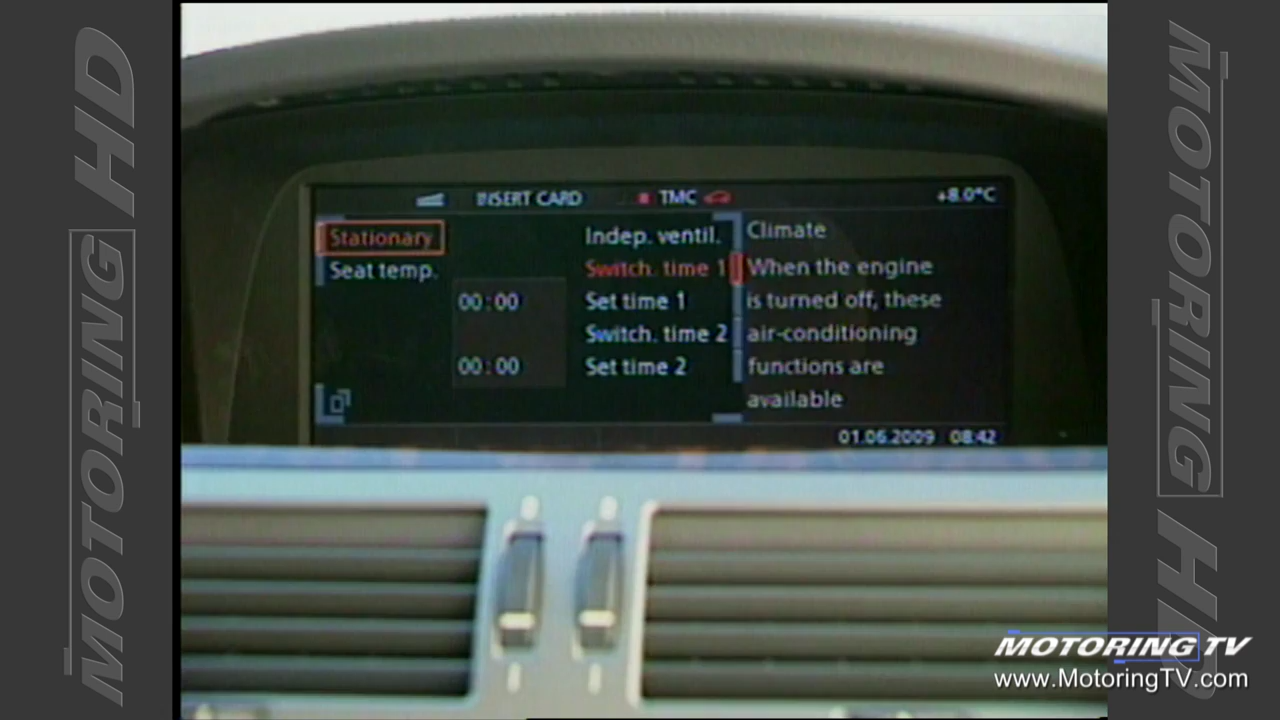 MOTORING HD
INSERT CARD TMC +8.0°C
Stationary
Seat temp.
Indep. ventil.
Switch. time 1
00:00 Set time 1
Switch. time 2
00:00 Set time 2
Climate
When the engine
is turned off, these
air-conditioning
functions are
available
01.06.2009 08:42
MOTORING HD
MOTORING TV
www.MotoringTV.com